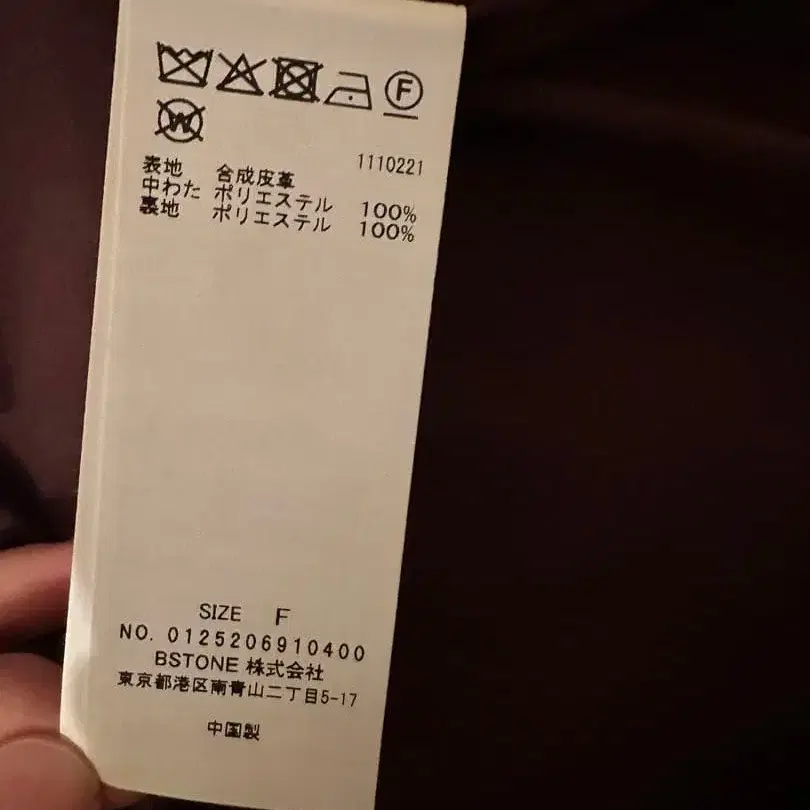 F
W
1110221
表地 合成皮革
中わた ポリエステル 100%
裏地 ポリエステル 100%
SIZE F
NO. 0125206910400
BSTONE 株式会社
東京都港区南青山二丁目5-17
中国製